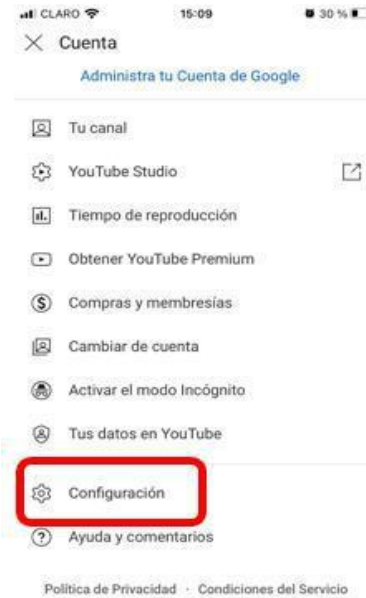 CLARO 15:09 30 %
Cuenta
Administra tu Cuenta de Google
Tu canal
YouTube Studio
Tiempo de reproducción
Obtener YouTube Premium
Compras y membresías
Cambiar de cuenta
Activar el modo Incógnito
Tus datos en YouTube
Configuración
Ayuda y comentarios
Política de Privacidad · Condiciones del Servicio